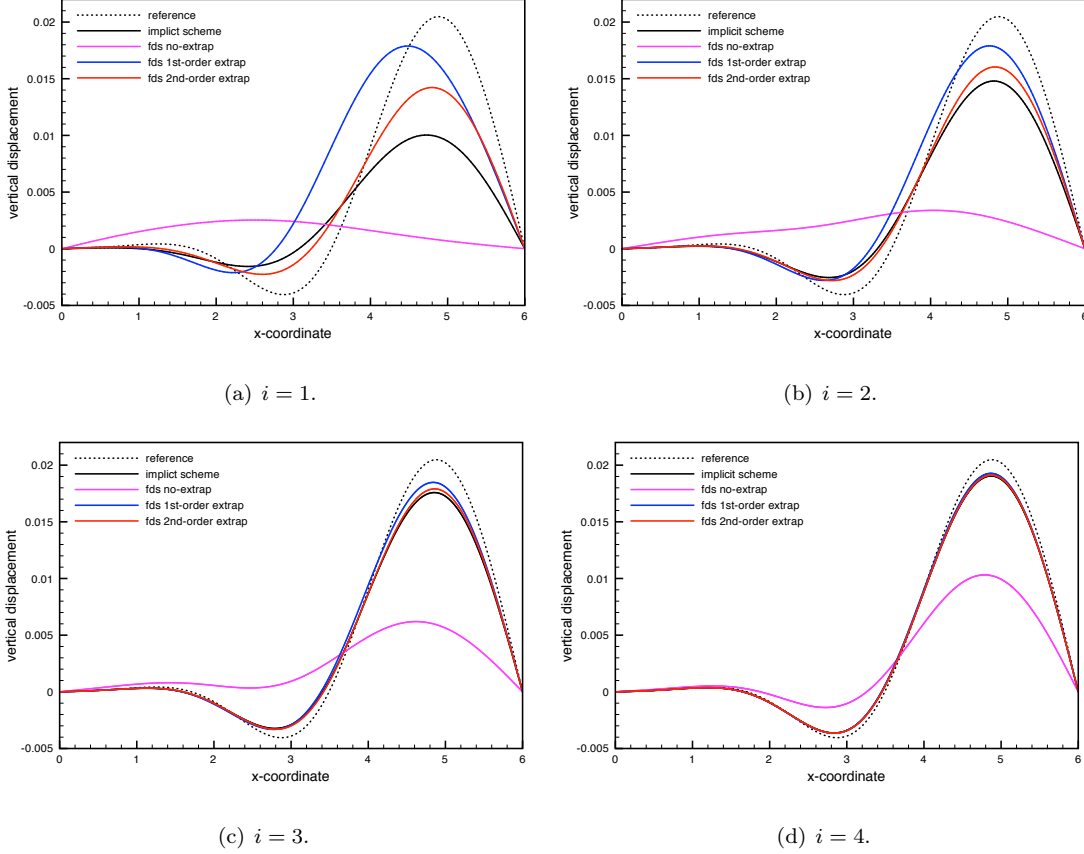 0.02
0.015
0.01
0.005
0
-0.005
vertical displacement
reference
implict scheme
fds no-extrap
fds 1st-order extrap
fds 2nd-order extrap
0 1 2 3 4 5 6
x-coordinate
(a) i = 1.
0.02
0.015
0.01
0.005
0
-0.005
vertical displacement
reference
implict scheme
fds no-extrap
fds 1st-order extrap
fds 2nd-order extrap
0 1 2 3 4 5 6
x-coordinate
(b) i = 2.
0.02
0.015
0.01
0.005
0
-0.005
vertical displacement
reference
implict scheme
fds no-extrap
fds 1st-order extrap
fds 2nd-order extrap
0 1 2 3 4 5 6
x-coordinate
(c) i = 3.
0.02
0.015
0.01
0.005
0
-0.005
vertical displacement
reference
implicit scheme
fds no-extrap
fds 1st-order extrap
fds 2nd-order extrap
0 1 2 3 4 5 6
x-coordinate
(d) i = 4.